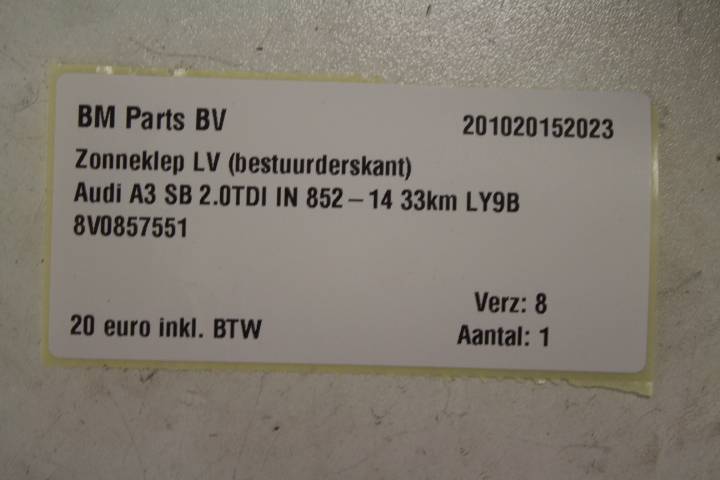 BM Parts BV 201020152023
Zonneklep LV (bestuurderskant)
Audi A3 SB 2.0TDI IN 852 – 14 33km LY9B
8V0857551
Verz: 8
20 euro inkl. BTW Aantal: 1